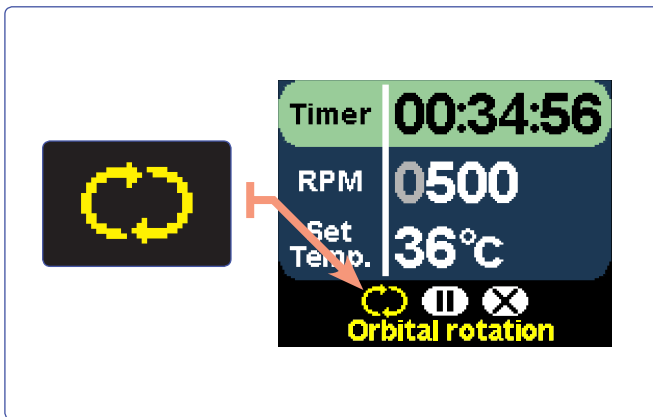 Timer 00:34:56
RPM 0500
Set
Temp. 36°c
Orbital rotation